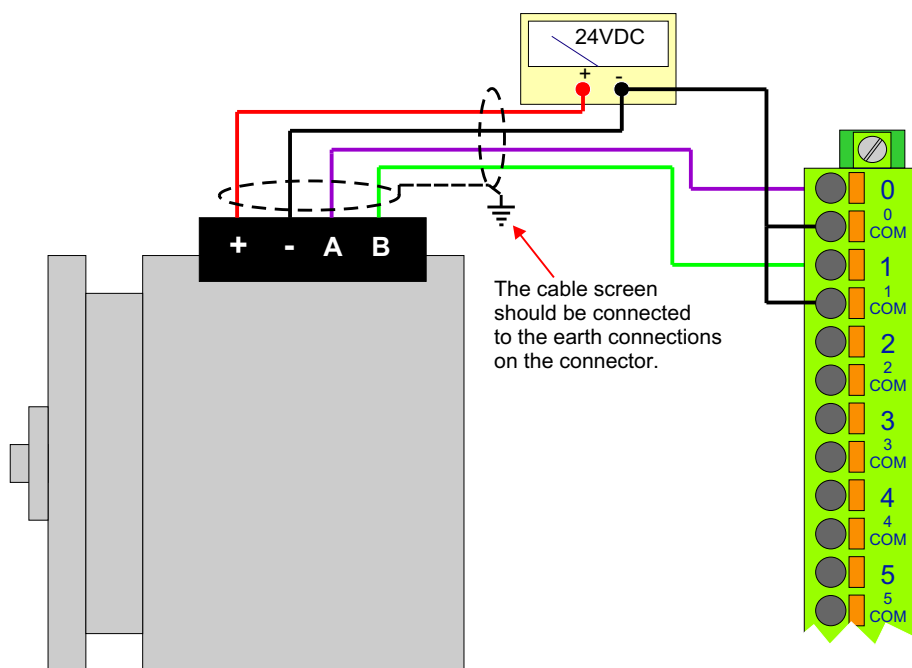 24VDC
+ -
+ - A B
The cable screen
should be connected
to the earth connections
on the connector.
0
0
COM
1
1
COM
2
2
COM
3
3
COM
4
4
COM
5
5
COM